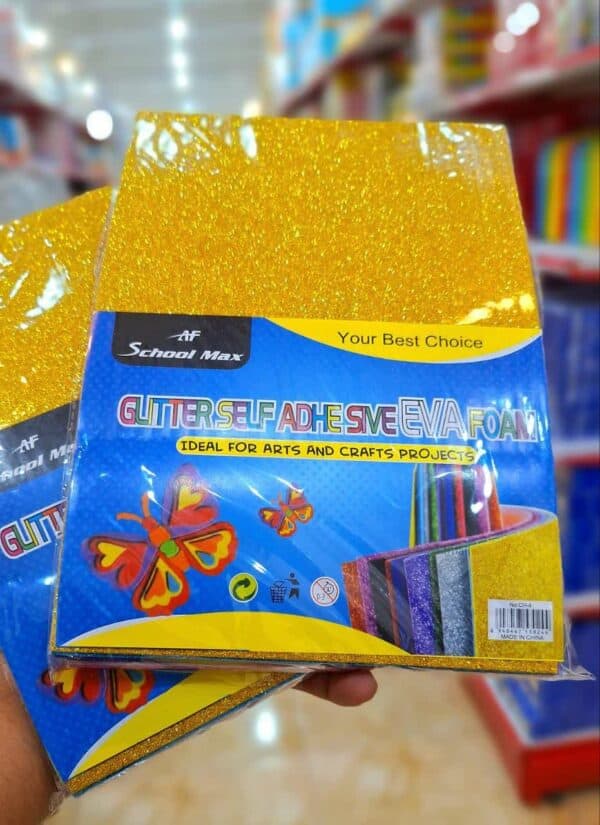 AF
School Max
Your Best Choice
GLITTER SELF ADHESIVE EVA FOAM
IDEAL FOR ARTS AND CRAFTS PROJECTS
MADE IN CHINA
AF
School Max
GLITTE